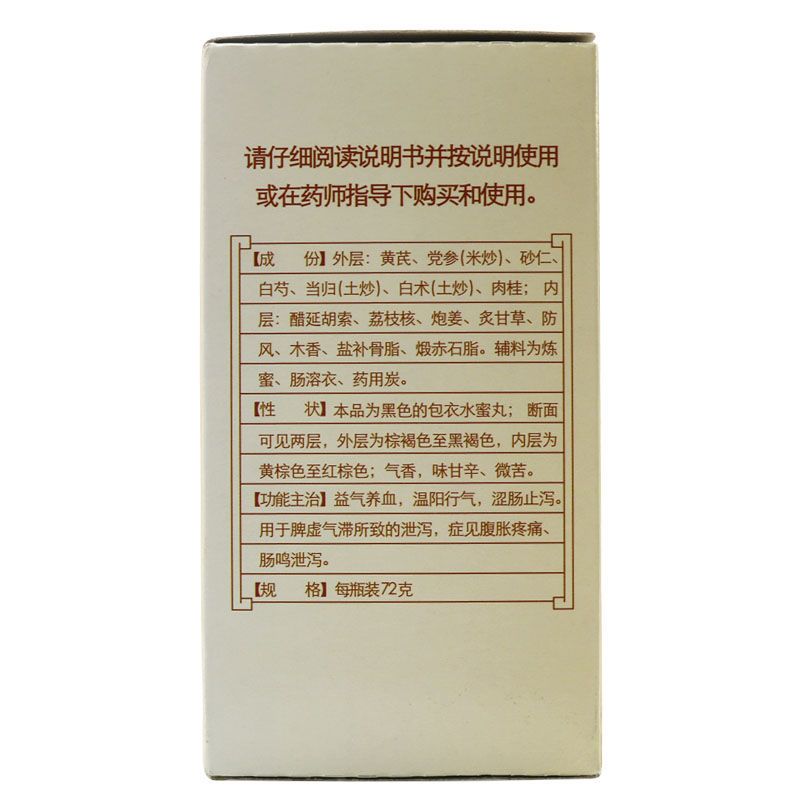 请仔细阅读说明书并按说明使用
或在药师指导下购买和使用。
【成 份】外层：黄芪、党参(米炒)、砂仁、
白芍、当归(土炒)、白术(土炒)、肉桂；内
层：醋延胡索、荔枝核、炮姜、炙甘草、防
风、木香、盐补骨脂、煅赤石脂。辅料为炼
蜜、肠溶衣、药用炭。
【性 状】本品为黑色的包衣水蜜丸；断面
可见两层，外层为棕褐色至黑褐色，内层为
黄棕色至红棕色；气香，味甘辛、微苦。
【功能主治】益气养血，温阳行气，涩肠止泻。
用于脾虚气滞所致的泄泻，症见腹胀疼痛、
肠鸣泄泻。
【规 格】每瓶装72克